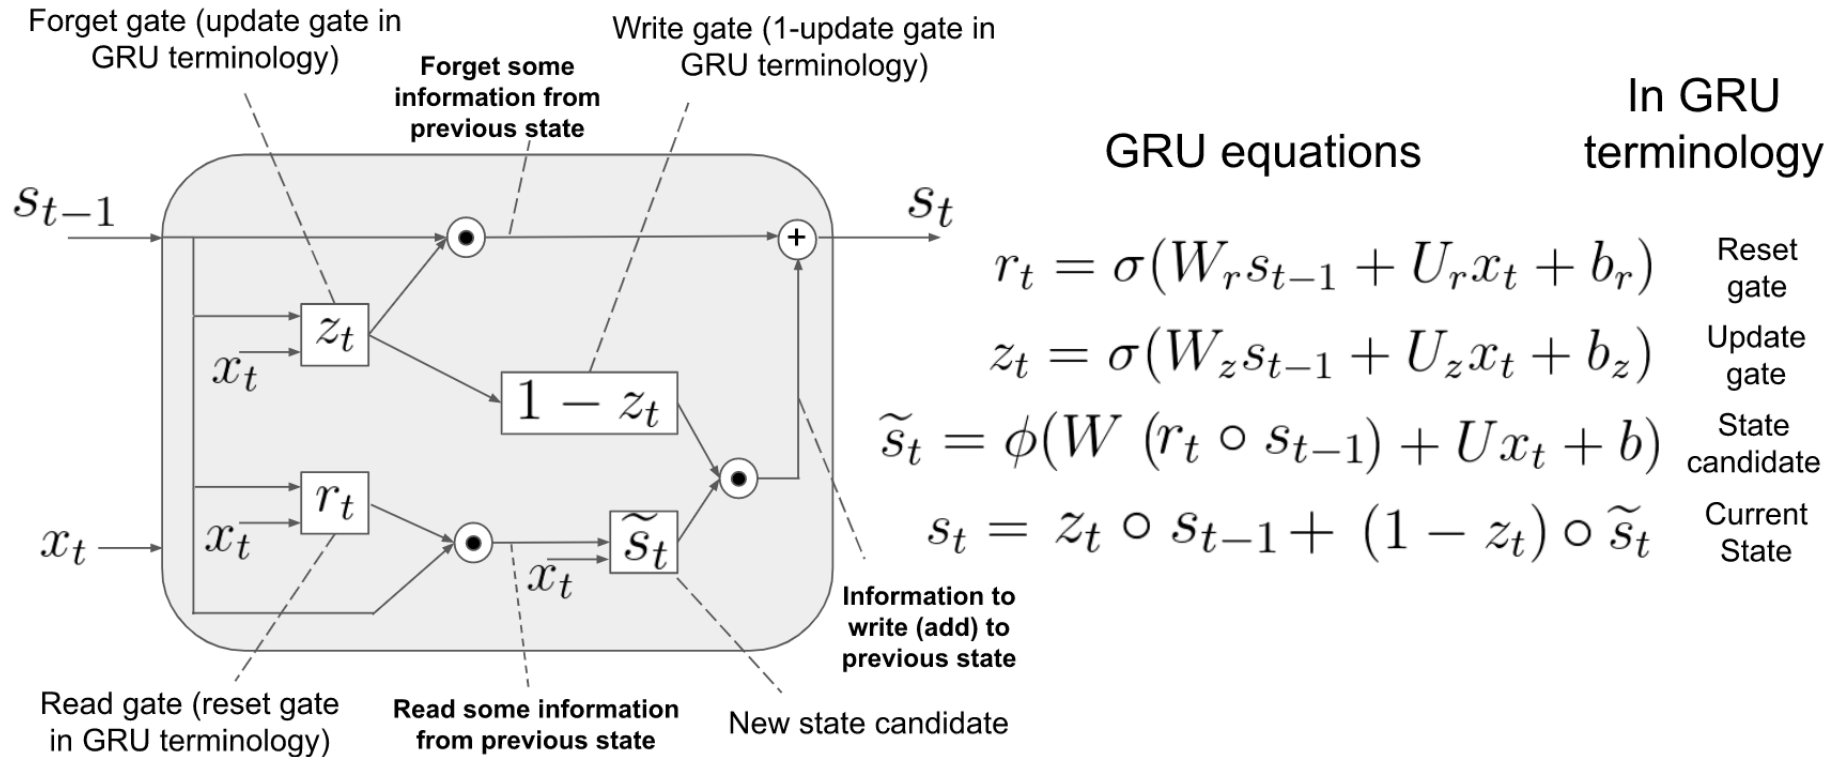 Forget gate (update gate in
GRU terminology)
Forget some
information from
previous state
Write gate (1-update gate in
GRU terminology)
s_{t−1}
s_t
z_t
x_t
1 − z_t
r_t
x_t
x_t
s̃_t
x_t
+
Read gate (reset gate
in GRU terminology)
Read some information
from previous state
New state candidate
Information to
write (add) to
previous state
GRU equations
In GRU
terminology
r_t = σ(W_r s_{t−1} + U_r x_t + b_r)
Reset
gate
z_t = σ(W_z s_{t−1} + U_z x_t + b_z)
Update
gate
s̃_t = ϕ(W (r_t ∘ s_{t−1}) + U x_t + b)
State
candidate
s_t = z_t ∘ s_{t−1} + (1 − z_t) ∘ s̃_t
Current
State